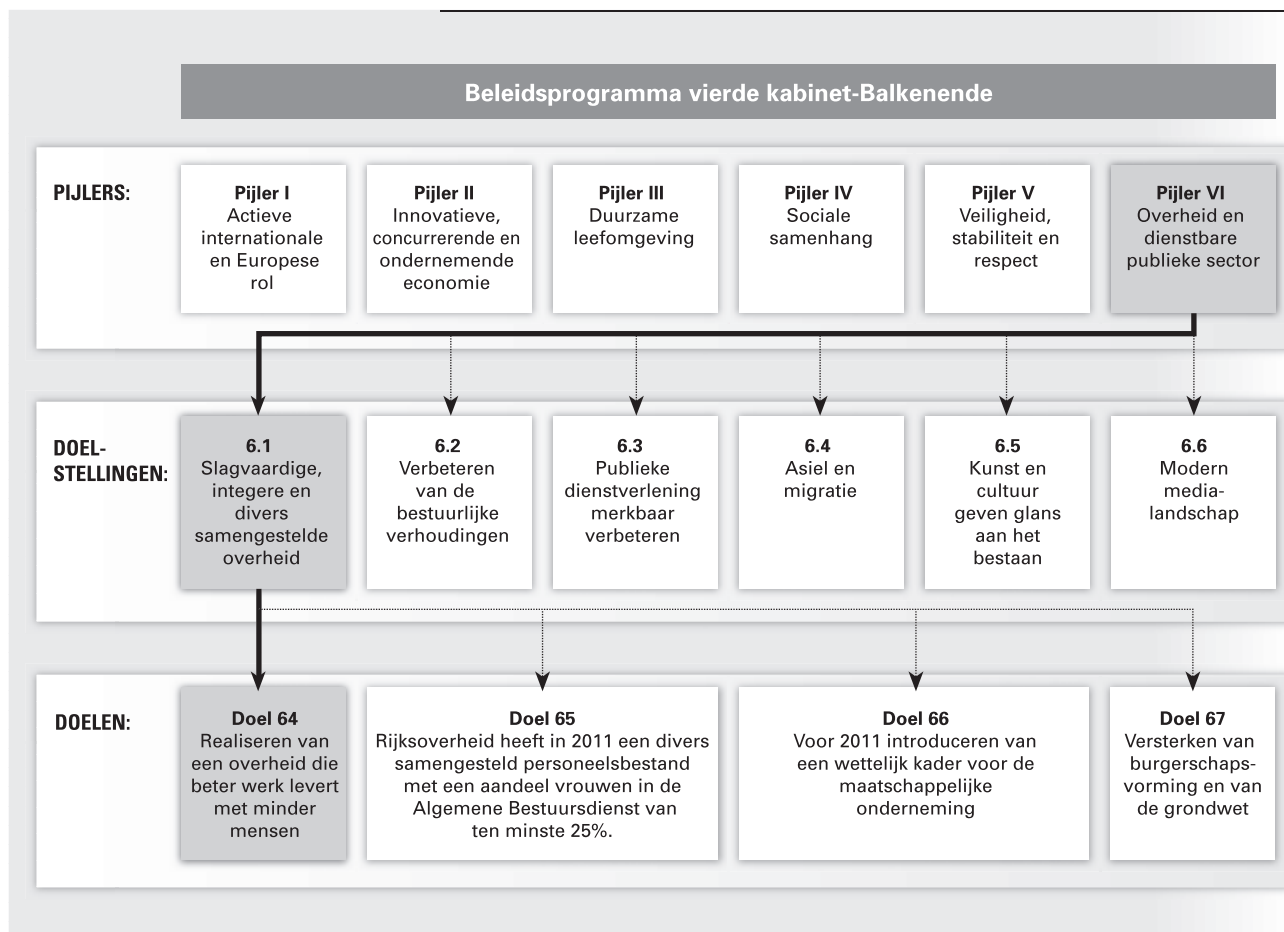 Beleidsprogramma vierde kabinet-Balkenende
PIJLERS:
Pijler I
Actieve
internationale
en Europese
rol
Pijler II
Innovatieve,
concurrerende en
ondernemende
economie
Pijler III
Duurzame
leefomgeving
Pijler IV
Sociale
samenhang
Pijler V
Veiligheid,
stabiliteit en
respect
Pijler VI
Overheid en
dienstbare
publieke sector
DOEL-
STELLINGEN:
6.1
Slagvaardige,
integere en
divers
samengestelde
overheid
6.2
Verbeteren
van de
bestuurlijke
verhoudingen
6.3
Publieke
dienstverlening
merkbaar
verbeteren
6.4
Asiel en
migratie
6.5
Kunst en
cultuur
geven glans
aan het
bestaan
6.6
Modern
media-
landschap
DOELEN:
Doel 64
Realiseren van
een overheid die
beter werk levert
met minder
mensen
Doel 65
Rijksoverheid heeft in 2011 een divers
samengesteld personeelsbestand
met een aandeel vrouwen in de
Algemene Bestuursdienst van
ten minste 25%.
Doel 66
Voor 2011 introduceren van
een wettelijk kader voor de
maatschappelijke
onderneming
Doel 67
Versterken van
burgerschaps-
vorming en van
de grondwet